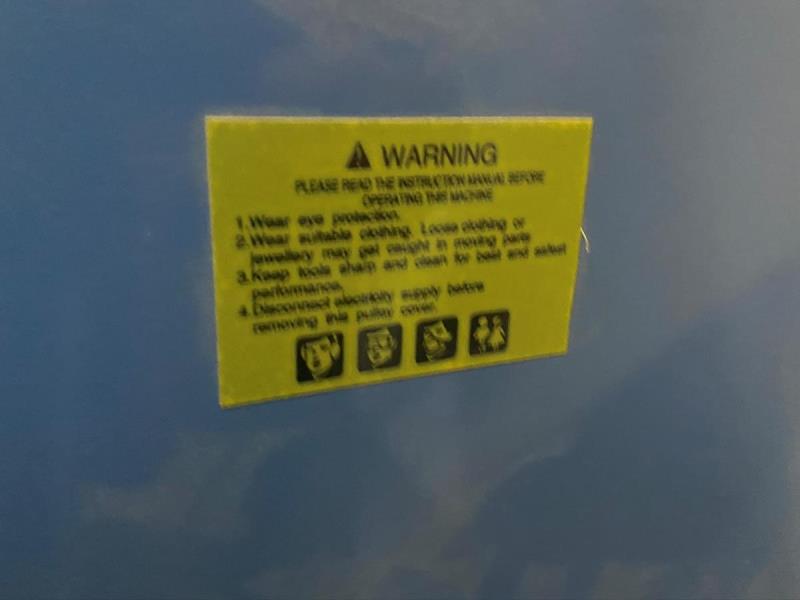 WARNING
PLEASE READ THE INSTRUCTION MANUAL BEFORE
OPERATING THIS MACHINE
1.Wear eye protection.
2.Wear suitable clothing. Loose clothing or
jewellery may get caught in moving parts
3.Keep tools sharp and clean for best and safest
performance.
4.Disconnect electricity supply before
removing this pulley cover.